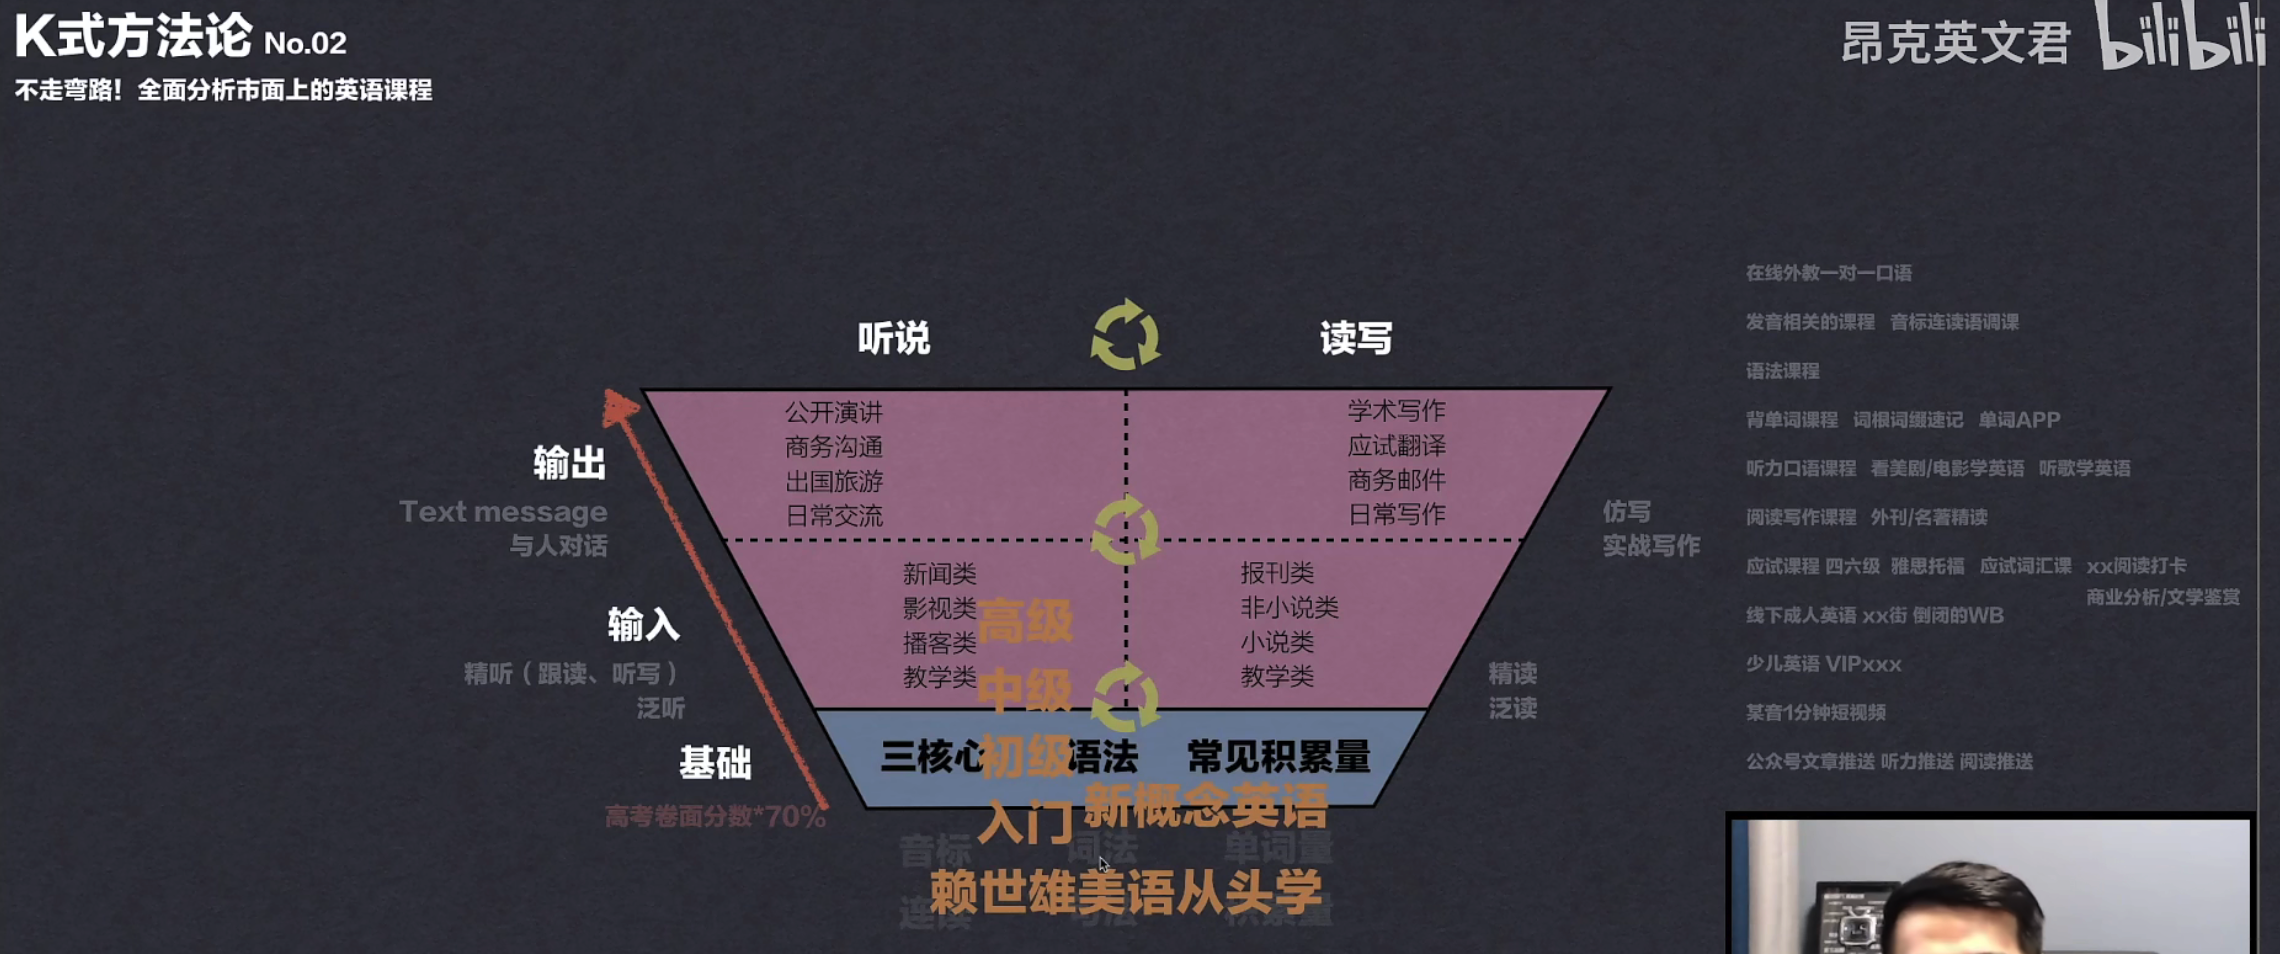 K式方法论 No.02
不走弯路！全面分析市面上的英语课程
昂克英文君 bilibili
听说
读写
输出
Text message
与人对话
输入
精听（跟读、听写）
泛听
基础
高考卷面分数*70%
公开演讲
商务沟通
出国旅游
日常交流
学术写作
应试翻译
商务邮件
日常写作
新闻类
影视类
播客类
教学类
报刊类
非小说类
小说类
教学类
仿写
实战写作
精读
泛读
三核心
语法
常见积累量
高级
中级
初级
入门
新概念英语
赖世雄美语从头学
音标
词法
单词量
连读
句法
积累量
在线外教一对一口语
发音相关的课程 音标连读语调课
语法课程
背单词课程 词根词缀速记 单词APP
听力口语课程 看美剧/电影学英语 听歌学英语
阅读写作课程 外刊/名著精读
应试课程 四六级 雅思托福 应试词汇课 xx阅读打卡
商业分析/文学鉴赏
线下成人英语 xx街 倒闭的WB
少儿英语 VIPxxx
某音1分钟短视频
公众号文章推送 听力推送 阅读推送